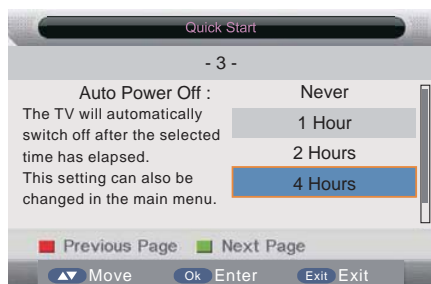 Quick Start
- 3 -
Auto Power Off :
The TV will automatically
switch off after the selected
time has elapsed.
This setting can also be
changed in the main menu.
Never
1 Hour
2 Hours
4 Hours
Previous Page Next Page
Move Ok Enter Exit Exit